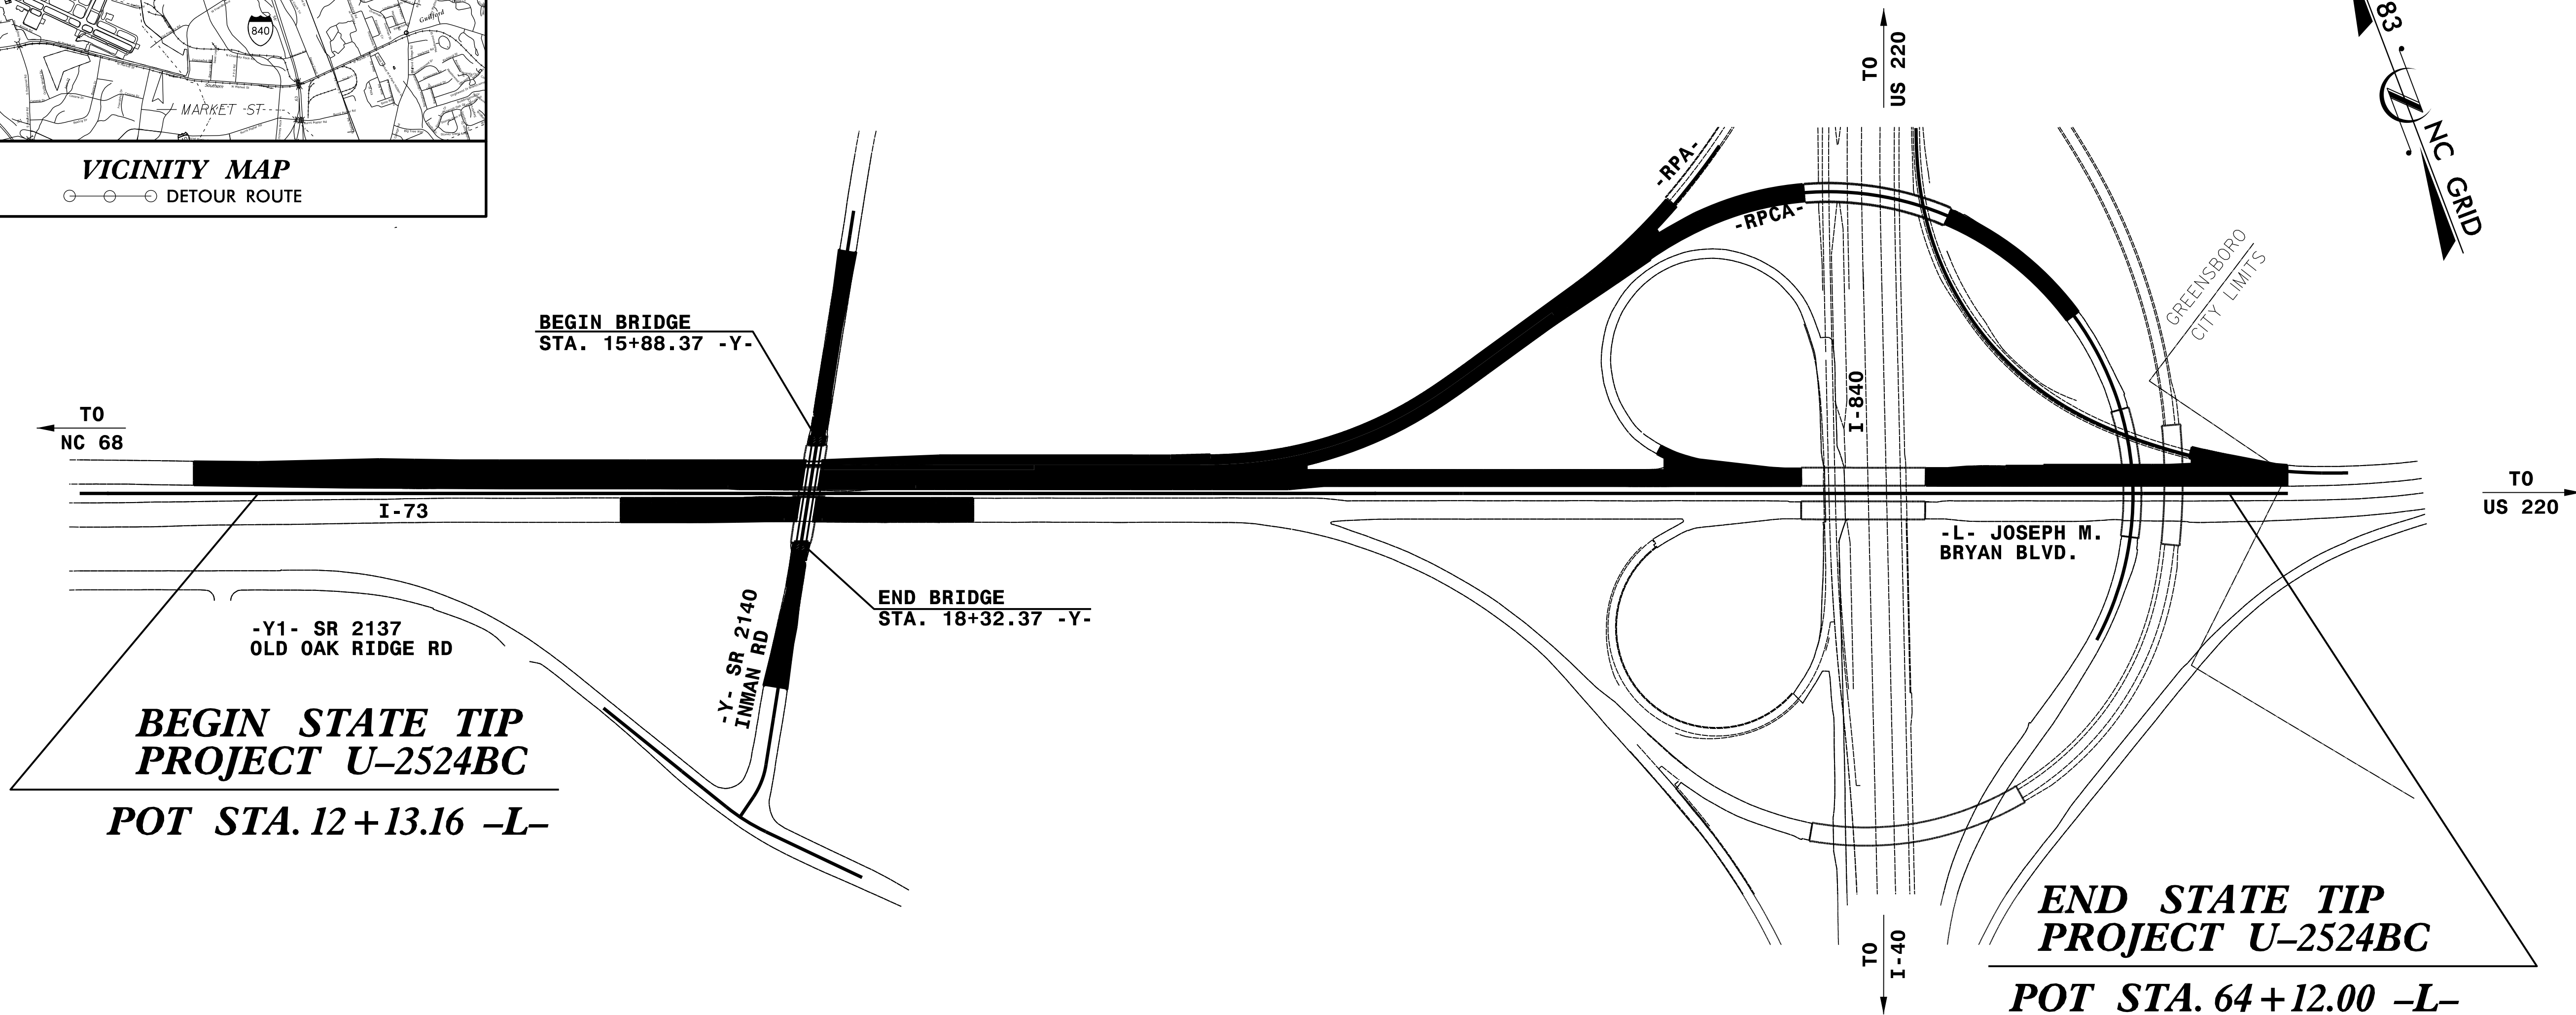 840
Guilford
MARKET ST
VICINITY MAP
DETOUR ROUTE
TO
US 220
83
NC GRID
-RPA-
-RPCA-
GREENSBORO
CITY LIMITS
BEGIN BRIDGE
STA. 15+88.37 -Y-
I-840
TO
NC 68
I-73
TO
US 220
-L- JOSEPH M.
BRYAN BLVD.
END BRIDGE
STA. 18+32.37 -Y-
-Y1- SR 2137
OLD OAK RIDGE RD
-Y- SR 2140
INMAN RD
BEGIN STATE TIP
PROJECT U–2524BC
POT STA. 12+13.16 –L–
TO
I-40
END STATE TIP
PROJECT U–2524BC
POT STA. 64+12.00 –L–